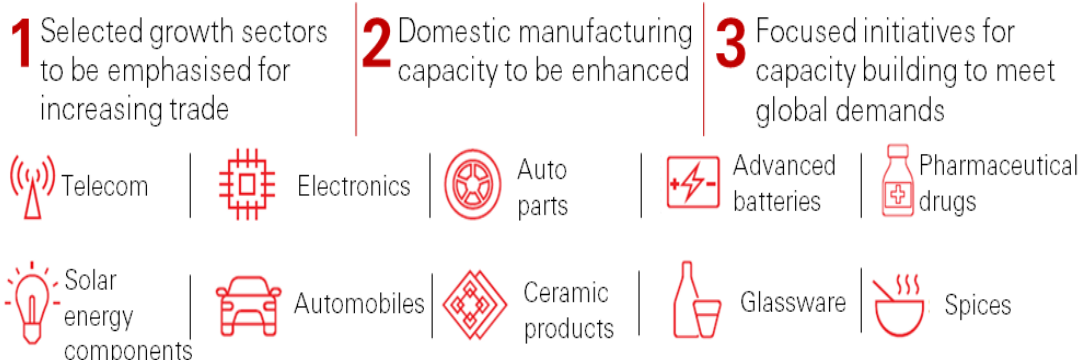 1 Selected growth sectors
to be emphasised for
increasing trade
2 Domestic manufacturing
capacity to be enhanced
3 Focused initiatives for
capacity building to meet
global demands
Telecom
Electronics
Auto
parts
Advanced
batteries
Pharmaceutical
drugs
Solar
energy
components
Automobiles
Ceramic
products
Glassware
Spices